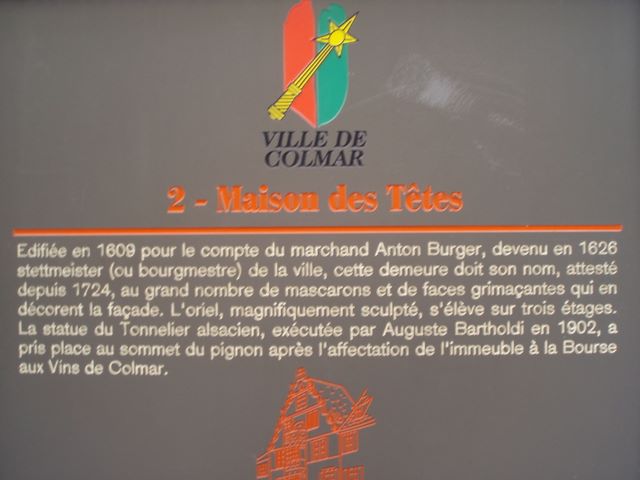 VILLE DE
COLMAR
2 - Maison des Têtes
Edifiée en 1609 pour le compte du marchand Anton Burger, devenu en 1626
stettmeister (ou bourgmestre) de la ville, cette demeure doit son nom, attesté
depuis 1724, au grand nombre de mascarons et de faces grimaçantes qui en
décorent la façade. L'oriel, magnifiquement sculpté, s'élève sur trois étages.
La statue du Tonnelier alsacien, exécutée par Auguste Bartholdi en 1902, a
pris place au sommet du pignon après l'affectation de l'immeuble à la Bourse
aux Vins de Colmar.